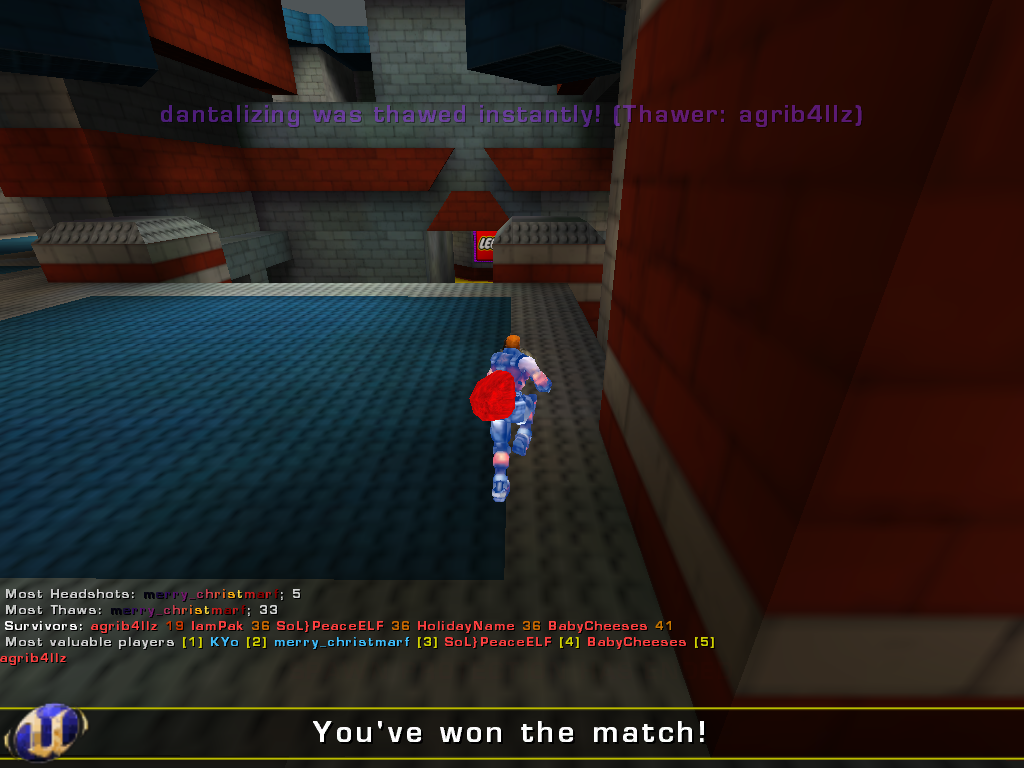 dantalizing was thawed instantly! (Thawer: agrib4llz)
LE
Most Headshots: merry_christmarf; 5
Most Thaws: merry_christmarf; 33
Survivors: agrib4llz 19 IamPak 36 SoL}PeaceELF 36 HolidayName 36 BabyCheeses 41
Most valuable players [1] KYo [2] merry_christmarf [3] SoL}PeaceELF [4] BabyCheeses [5]
agrib4llz
You've won the match!